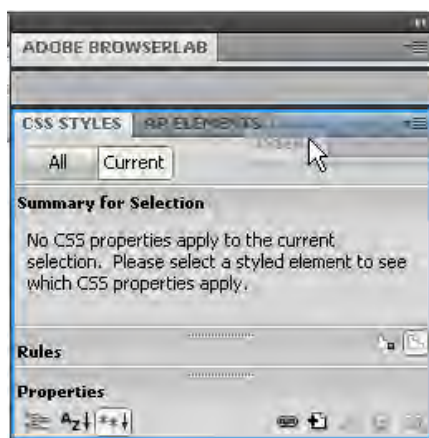 ADOBE BROWSERLAB
CSS STYLES AP ELEMENTS
All Current
Summary for Selection
No CSS properties apply to the current
selection. Please select a styled element to see
which CSS properties apply.
Rules
Properties